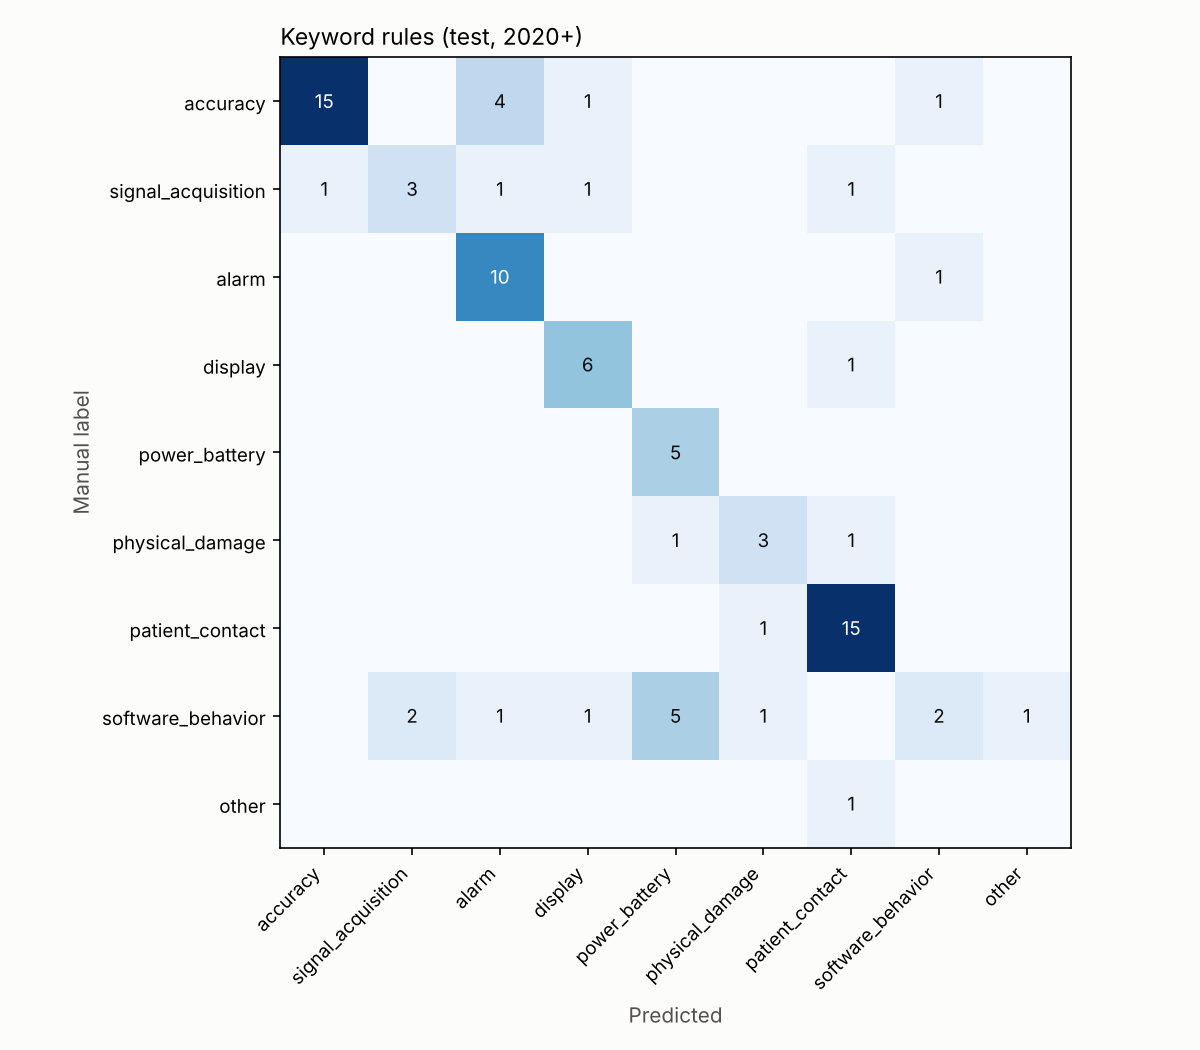 Keyword rules (test, 2020+)
accuracy 15 4 1 1
signal_acquisition 1 3 1 1 1
alarm 10 1
display 6 1
Manual label
power_battery 5
physical_damage 1 3 1
patient_contact 1 15
software_behavior 2 1 1 5 1 2 1
other 1
accuracy
signal_acquisition
alarm
display
power_battery
physical_damage
patient_contact
software_behavior
other
Predicted